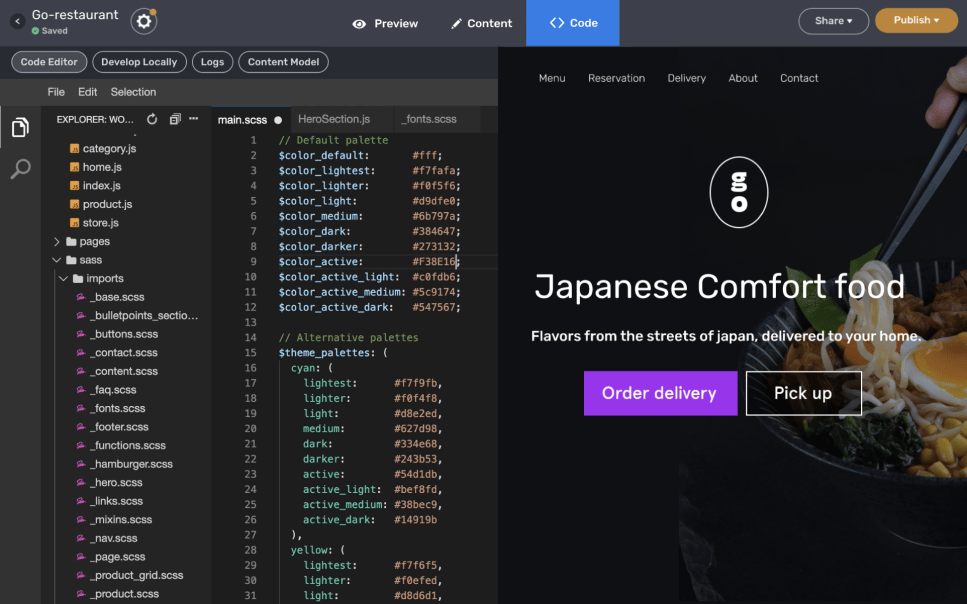 Go-restaurant
Saved
Preview
Content
Code
Share
Publish
Code Editor
Develop Locally
Logs
Content Model
File Edit Selection
EXPLORER: WO...
category.js
home.js
index.js
product.js
store.js
pages
sass
imports
_base.scss
_bulletpoints_sectio...
_buttons.scss
_contact.scss
_content.scss
_faq.scss
_fonts.scss
_footer.scss
_functions.scss
_hamburger.scss
_hero.scss
_links.scss
_mixins.scss
_nav.scss
_page.scss
_product_grid.scss
_product.scss
main.scss
HeroSection.js
_fonts.scss
1 // Default palette
2 $color_default: #fff;
3 $color_lightest: #f7fafa;
4 $color_lighter: #f0f5f6;
5 $color_light: #d9dfe0;
6 $color_medium: #6b797a;
7 $color_dark: #384647;
8 $color_darker: #273132;
9 $color_active: #F38E16;
10 $color_active_light: #c0fdb6;
11 $color_active_medium: #5c9174;
12 $color_active_dark: #547567;
13
14 // Alternative palettes
15 $theme_palettes: (
16 cyan: (
17 lightest: #f7f9fb,
18 lighter: #f0f4f8,
19 light: #d8e2ed,
20 medium: #627d98,
21 dark: #334e68,
22 darker: #243b53,
23 active: #54d1db,
24 active_light: #bef8fd,
25 active_medium: #38bec9,
26 active_dark: #14919b
27 ),
28 yellow: (
29 lightest: #f7f6f5,
30 lighter: #f0efed,
31 light: #d8d6d1,
Menu Reservation Delivery About Contact
go
Japanese Comfort food
Flavors from the streets of japan, delivered to your home.
Order delivery
Pick up